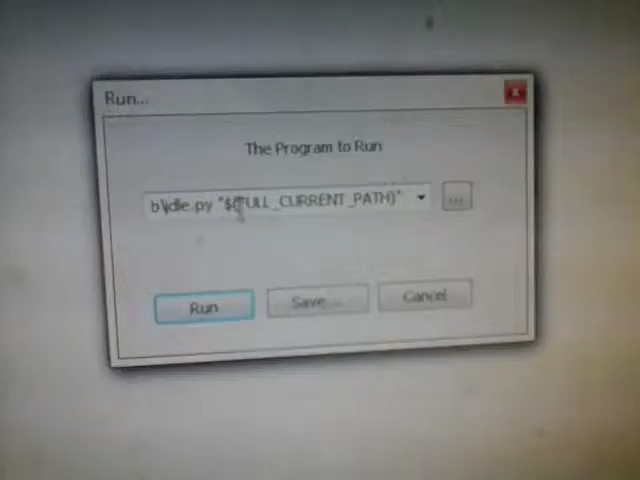 Run...
The Program to Run
b\idle.py "$(FULL_CURRENT_PATH)"
...
Run
Save...
Cancel